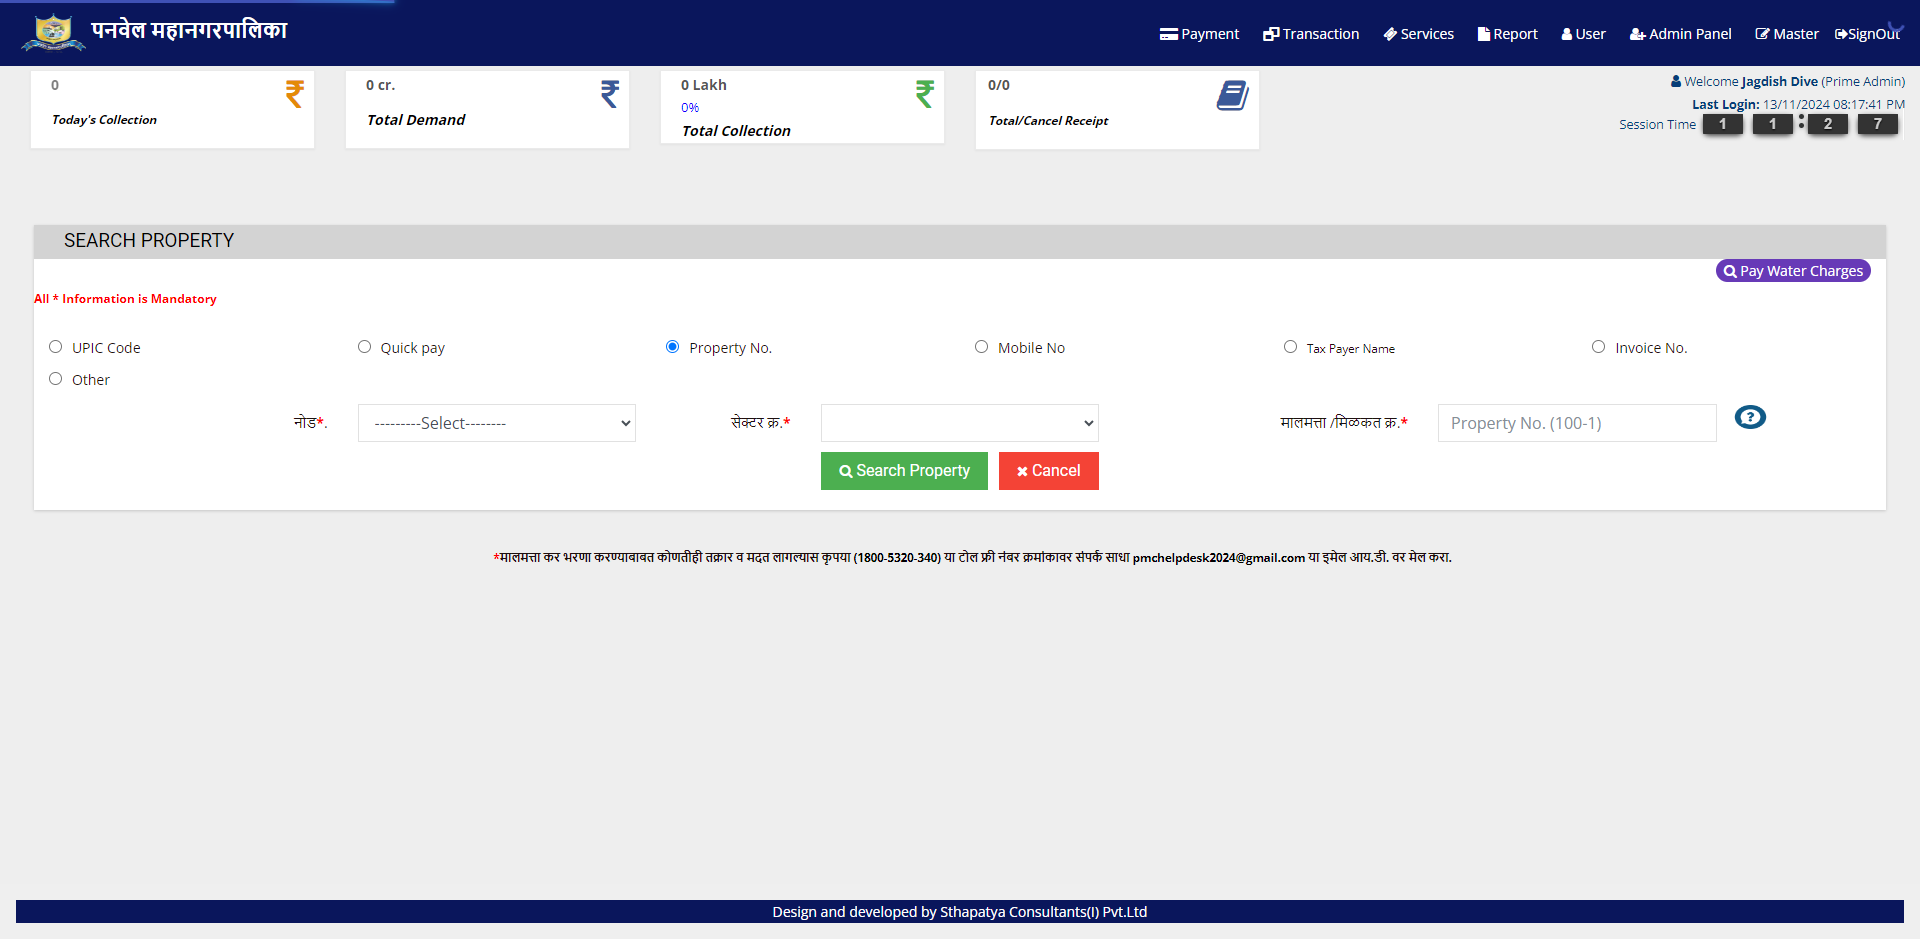 पनवेल महानगरपालिका
Payment Transaction Services Report User Admin Panel Master SignOut
0
Today's Collection
0 cr.
Total Demand
0 Lakh
0%
Total Collection
0/0
Total/Cancel Receipt
Welcome Jagdish Dive (Prime Admin)
Last Login: 13/11/2024 08:17:41 PM
Session Time 1 1 : 2 7
SEARCH PROPERTY
Pay Water Charges
All * Information is Mandatory
UPIC Code Quick pay Property No. Mobile No Tax Payer Name Invoice No.
Other
नोड*. ---------Select-------- सेक्टर क्र.* मालमत्ता /मिळकत क्र.* Property No. (100-1)
Search Property Cancel
*मालमत्ता कर भरणा करण्याबाबत कोणतीही तक्रार व मदत लागल्यास कृपया (1800-5320-340) या टोल फ्री नंबर क्रमांकावर संपर्क साधा pmchelpdesk2024@gmail.com या इमेल आय.डी. वर मेल करा.
Design and developed by Sthapatya Consultants(I) Pvt.Ltd